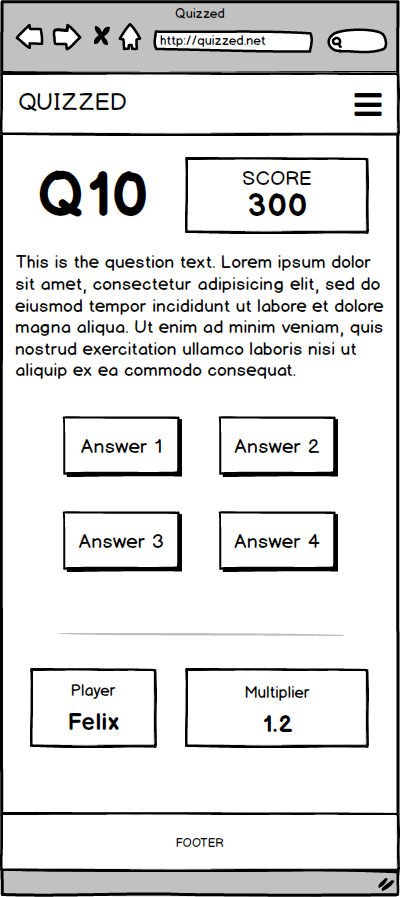 Quizzed
http://quizzed.net
QUIZZED
Q10
SCORE
300
This is the question text. Lorem ipsum dolor
sit amet, consectetur adipisicing elit, sed do
eiusmod tempor incididunt ut labore et dolore
magna aliqua. Ut enim ad minim veniam, quis
nostrud exercitation ullamco laboris nisi ut
aliquip ex ea commodo consequat.
Answer 1
Answer 2
Answer 3
Answer 4
Player
Felix
Multiplier
1.2
FOOTER